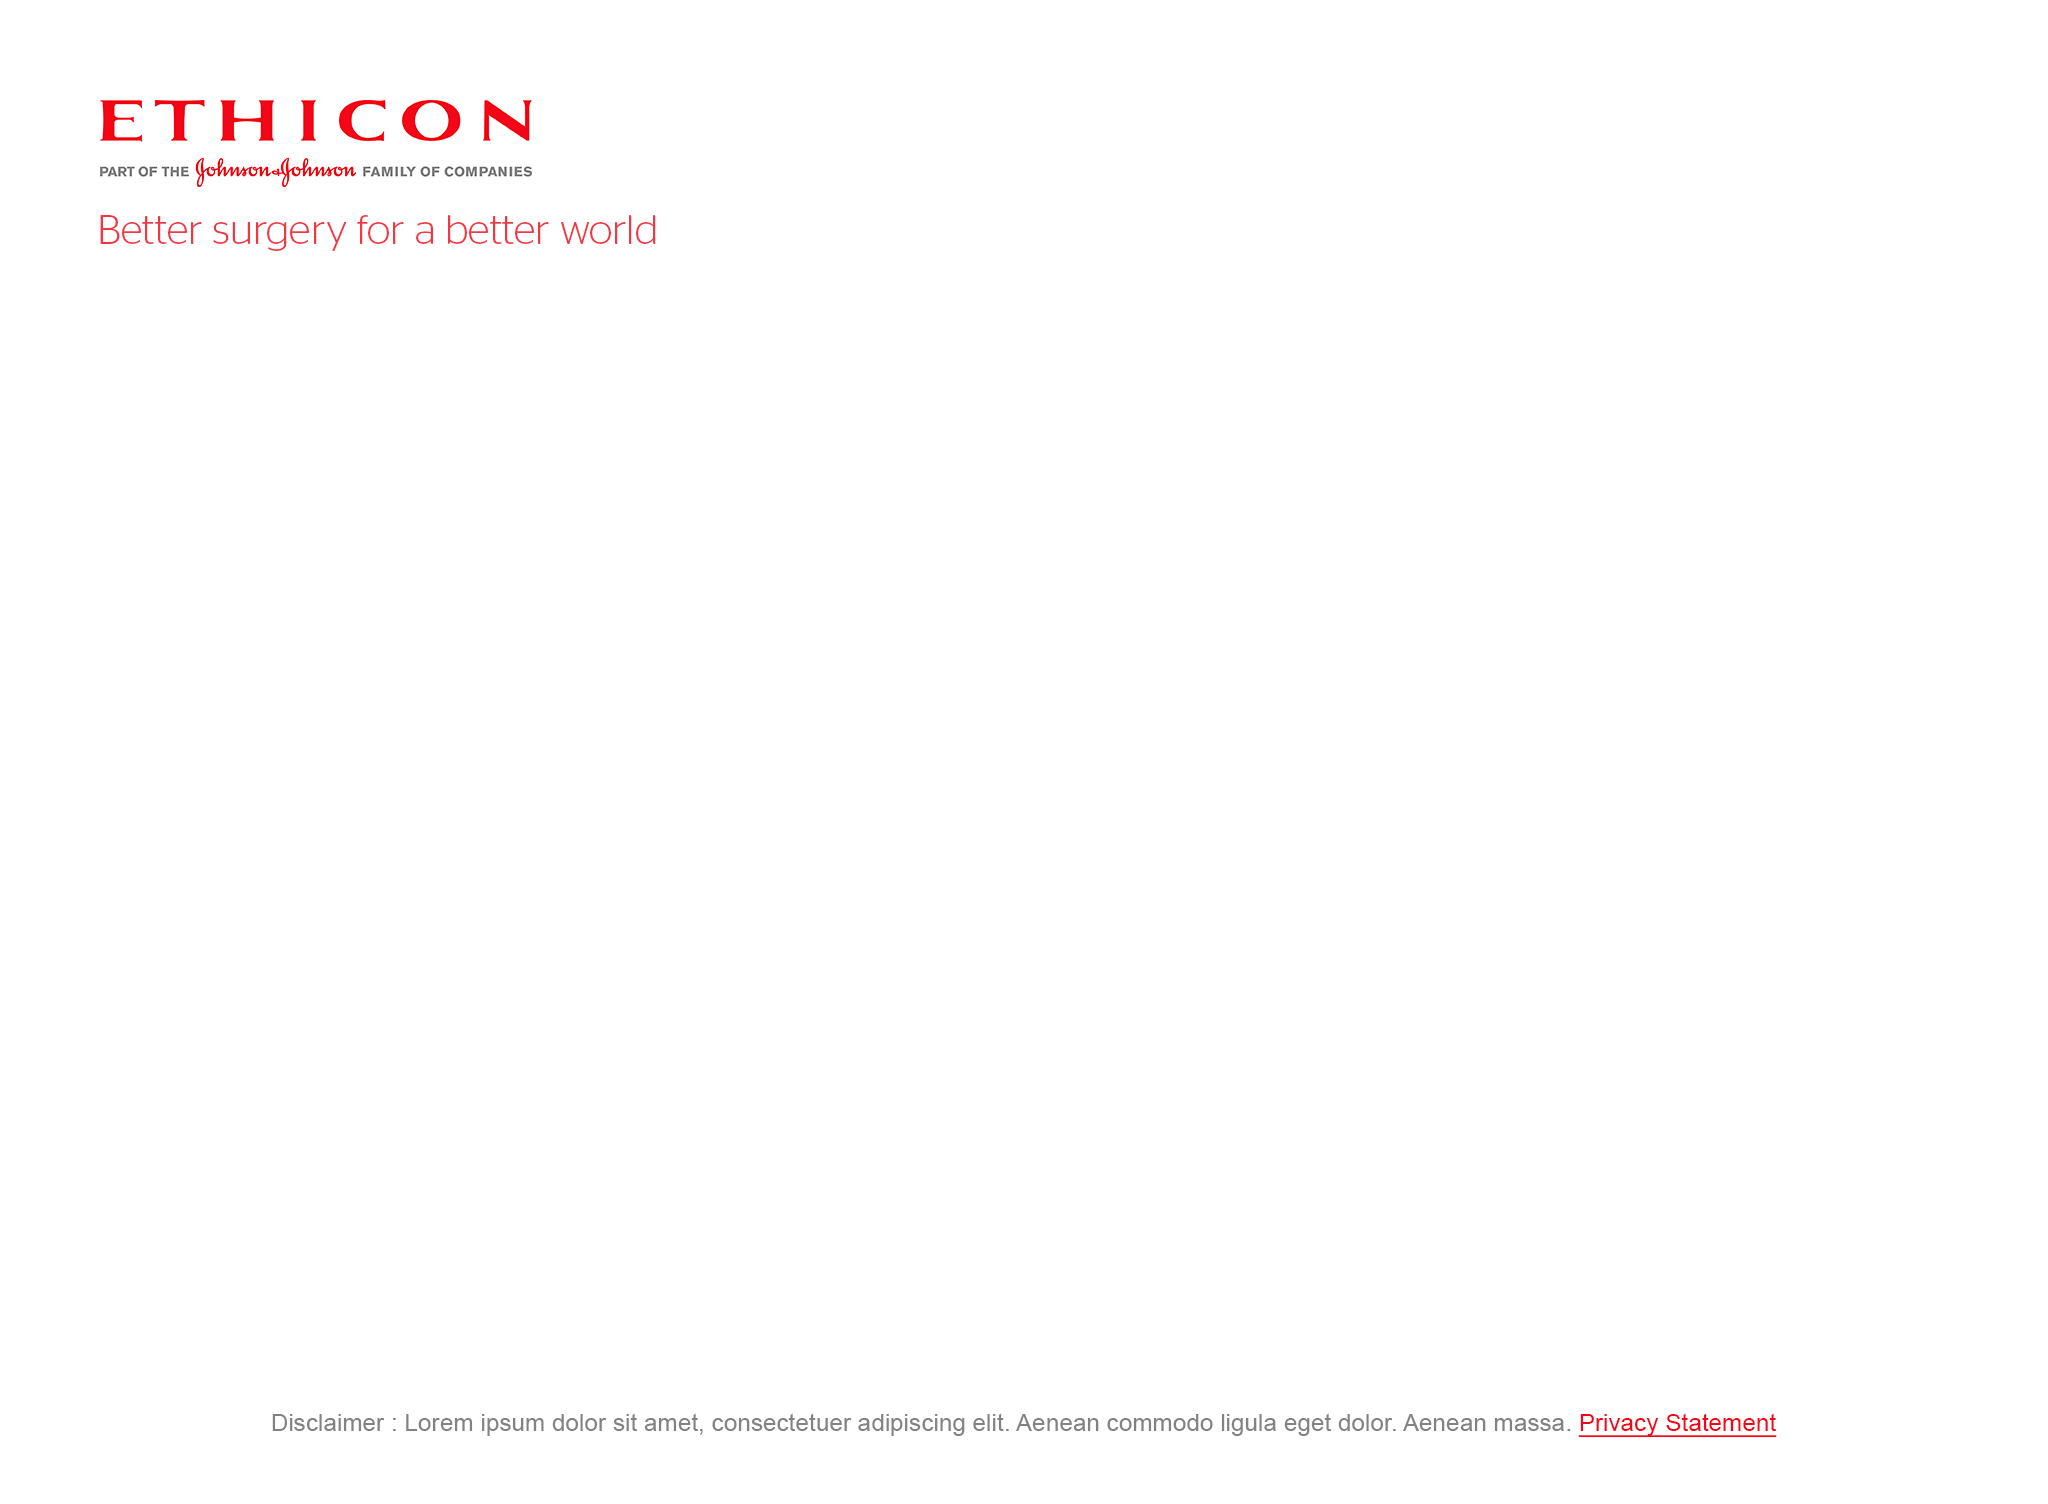 ETHICON
PART OF THE Johnson & Johnson FAMILY OF COMPANIES
Better surgery for a better world
Disclaimer : Lorem ipsum dolor sit amet, consectetuer adipiscing elit. Aenean commodo ligula eget dolor. Aenean massa. Privacy Statement